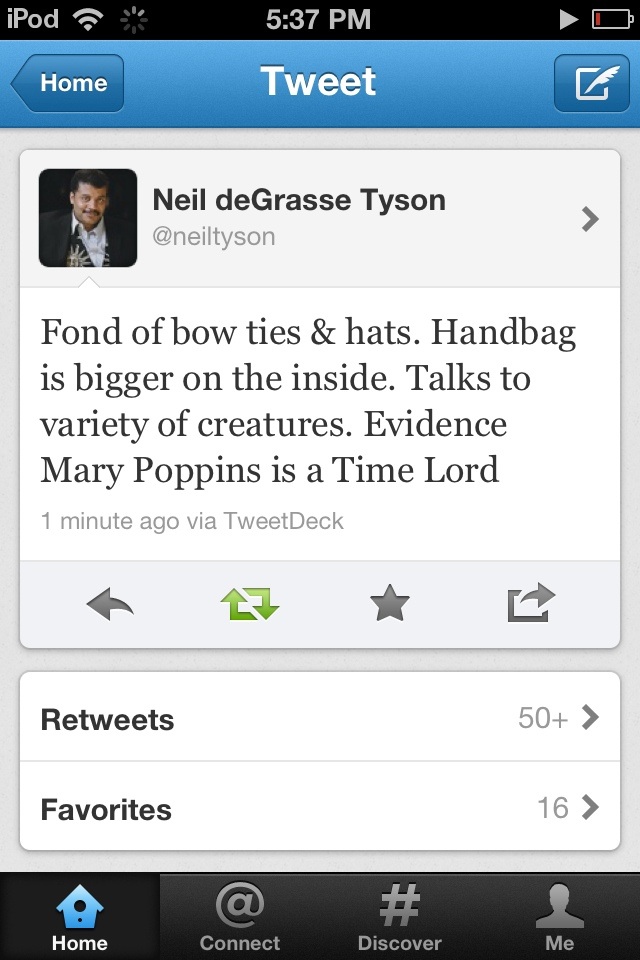 iPod 5:37 PM
Home Tweet
Neil deGrasse Tyson
@neiltyson
Fond of bow ties & hats. Handbag
is bigger on the inside. Talks to
variety of creatures. Evidence
Mary Poppins is a Time Lord
1 minute ago via TweetDeck
Retweets 50+
Favorites 16
@ #
Home Connect Discover Me